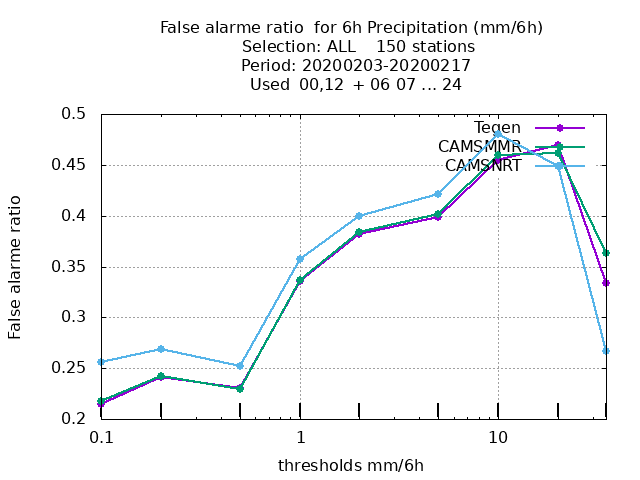 False alarme ratio  for 6h Precipitation (mm/6h)
Selection: ALL    150 stations
Period: 20200203-20200217
Used  00,12  + 06 07 ... 24
0.5
0.45
0.4
0.35
0.3
0.25
0.2
False alarme ratio
Tegen
CAMSMMR
CAMSNRT
0.1
1
10
thresholds mm/6h